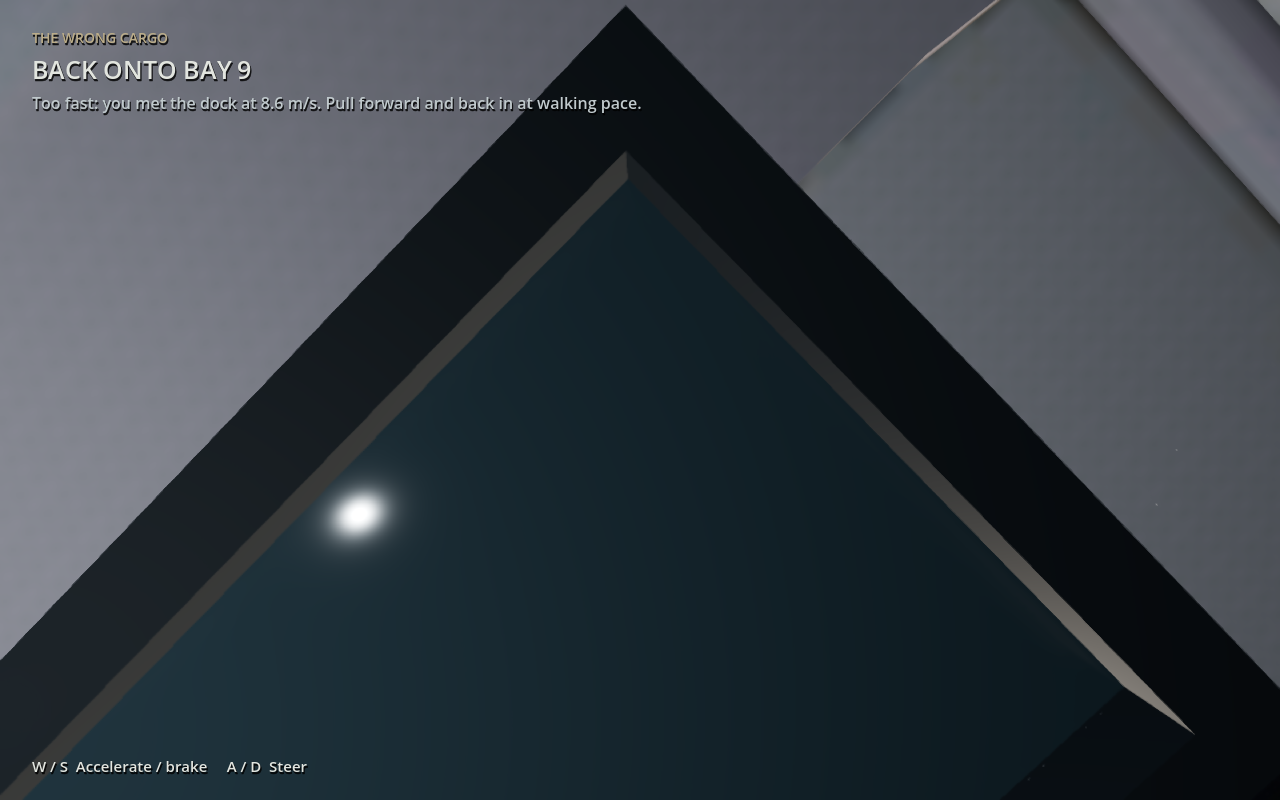 THE WRONG CARGO
BACK ONTO BAY 9
Too fast: you met the dock at 8.6 m/s. Pull forward and back in at walking pace.
W / S  Accelerate / brake    A / D  Steer